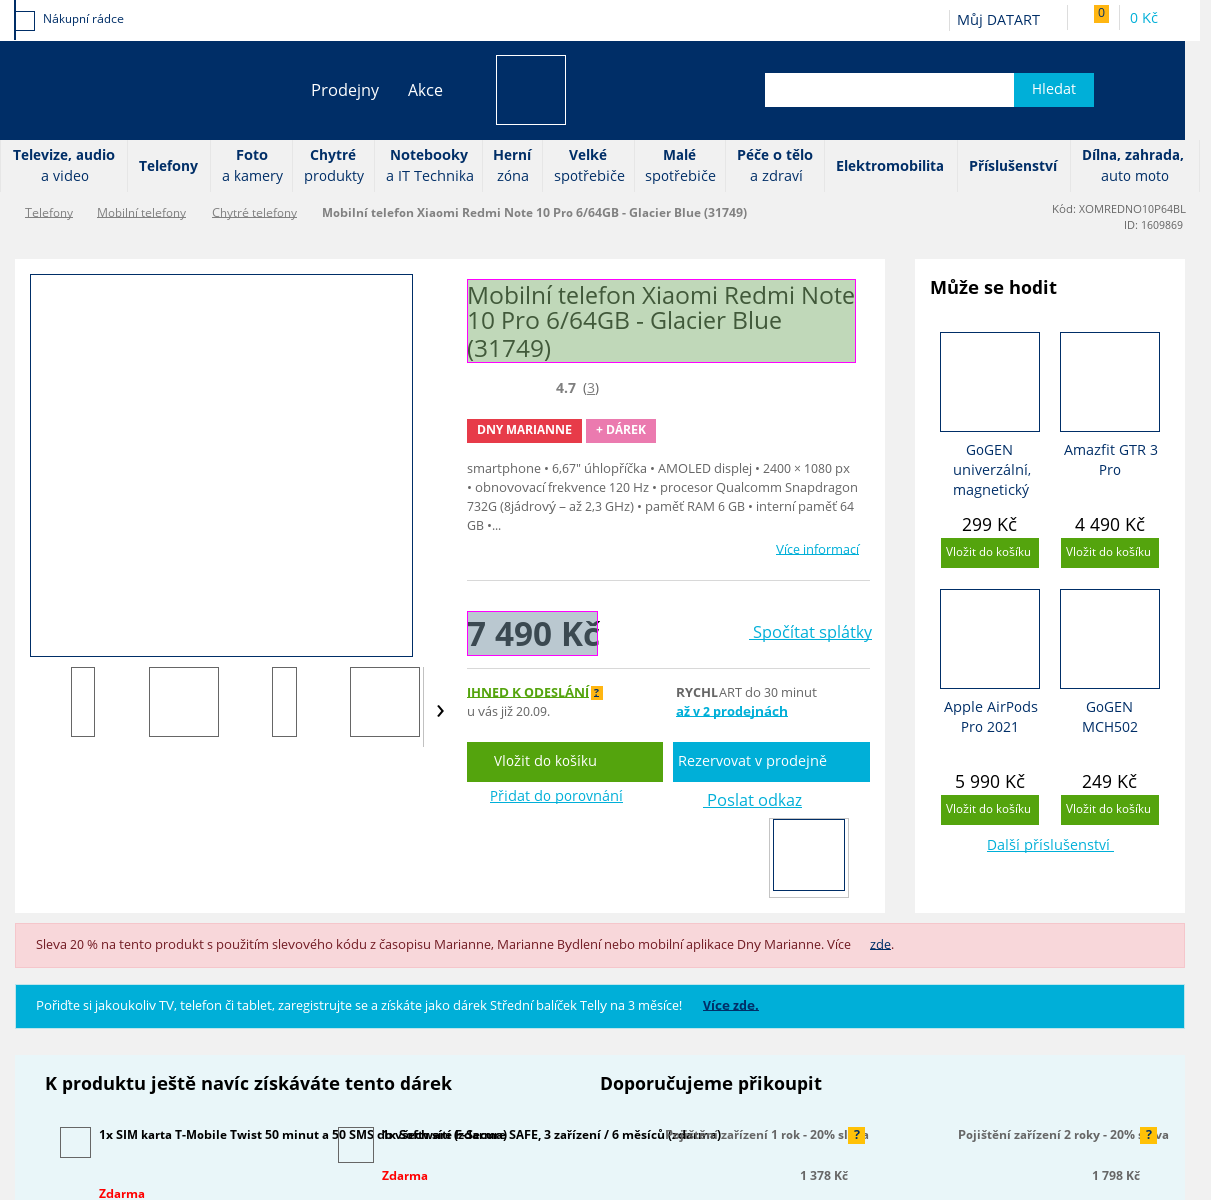 Nákupní rádce
Můj DATART
0
0 Kč
Prodejny
Akce
Hledat
Televize, audio
a video
Telefony
Foto
a kamery
Chytré
produkty
Notebooky
a IT Technika
Herní
zóna
Velké
spotřebiče
Malé
spotřebiče
Péče o tělo
a zdraví
Elektromobilita
Příslušenství
Dílna, zahrada,
auto moto
Telefony
Mobilní telefony
Chytré telefony
Mobilní telefon Xiaomi Redmi Note 10 Pro 6/64GB - Glacier Blue (31749)
Kód: XOMREDNO10P64BL
ID: 1609869
Mobilní telefon Xiaomi Redmi Note
10 Pro 6/64GB - Glacier Blue
(31749)
4.7 (3)
DNY MARIANNE
+ DÁREK
smartphone • 6,67" úhlopříčka • AMOLED displej • 2400 × 1080 px
• obnovovací frekvence 120 Hz • procesor Qualcomm Snapdragon
732G (8jádrový – až 2,3 GHz) • paměť RAM 6 GB • interní paměť 64
GB •...
Více informací
7 490 Kč
Spočítat splátky
IHNED K ODESLÁNÍ ?
u vás již 20.09.
RYCHLART do 30 minut
až v 2 prodejnách
Vložit do košíku
Rezervovat v prodejně
Přidat do porovnání
Poslat odkaz
Může se hodit
GoGEN
univerzální,
magnetický
299 Kč
Vložit do košíku
Amazfit GTR 3
Pro
4 490 Kč
Vložit do košíku
Apple AirPods
Pro 2021
5 990 Kč
Vložit do košíku
GoGEN
MCH502
249 Kč
Vložit do košíku
Další příslušenství
Sleva 20 % na tento produkt s použitím slevového kódu z časopisu Marianne, Marianne Bydlení nebo mobilní aplikace Dny Marianne. Více zde.
Pořiďte si jakoukoliv TV, telefon či tablet, zaregistrujte se a získáte jako dárek Střední balíček Telly na 3 měsíce! Více zde.
K produktu ještě navíc získáváte tento dárek
Doporučujeme přikoupit
1x SIM karta T-Mobile Twist 50 minut a 50 SMS do všech sítí (zdarma)
Zdarma
1x Software F-Secure SAFE, 3 zařízení / 6 měsíců (zdarma)
Zdarma
Pojištění zařízení 1 rok - 20% sleva
?
1 378 Kč
Pojištění zařízení 2 roky - 20% sleva
?
1 798 Kč